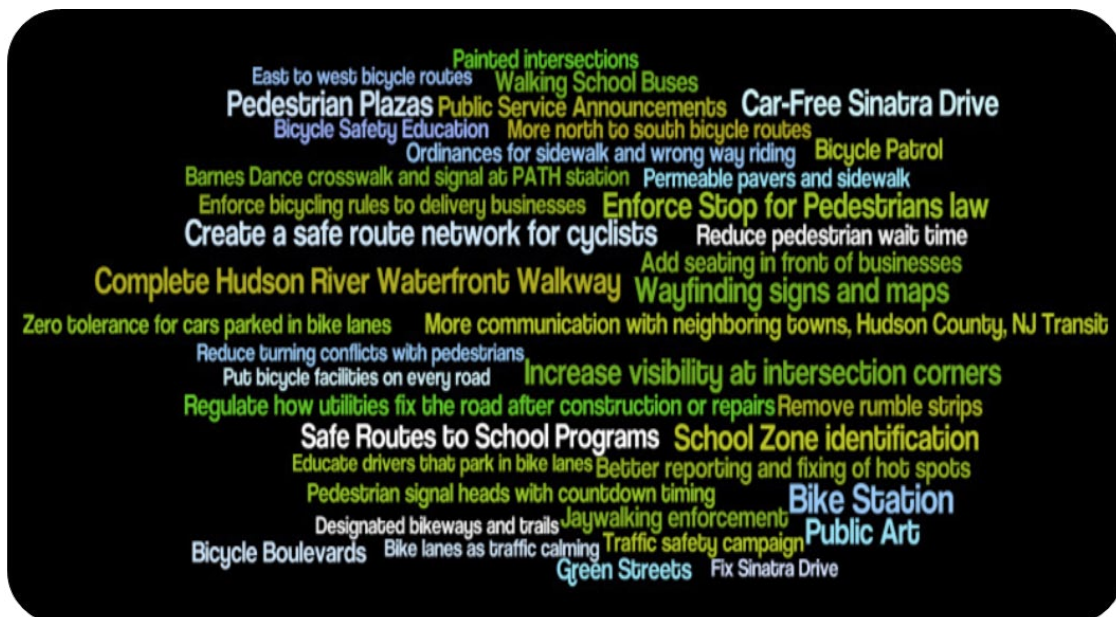 Painted intersections
East to west bicycle routes Walking School Buses
Pedestrian Plazas Public Service Announcements Car-Free Sinatra Drive
Bicycle Safety Education More north to south bicycle routes
Ordinances for sidewalk and wrong way riding Bicycle Patrol
Barnes Dance crosswalk and signal at PATH station Permeable pavers and sidewalk
Enforce bicycling rules to delivery businesses Enforce Stop for Pedestrians law
Create a safe route network for cyclists Reduce pedestrian wait time
Add seating in front of businesses
Complete Hudson River Waterfront Walkway Wayfinding signs and maps
Zero tolerance for cars parked in bike lanes More communication with neighboring towns, Hudson County, NJ Transit
Reduce turning conflicts with pedestrians
Put bicycle facilities on every road Increase visibility at intersection corners
Regulate how utilities fix the road after construction or repairs Remove rumble strips
Safe Routes to School Programs School Zone identification
Educate drivers that park in bike lanes Better reporting and fixing of hot spots
Pedestrian signal heads with countdown timing Bike Station
Designated bikeways and trails Jaywalking enforcement Public Art
Bicycle Boulevards Bike lanes as traffic calming Traffic safety campaign
Green Streets Fix Sinatra Drive